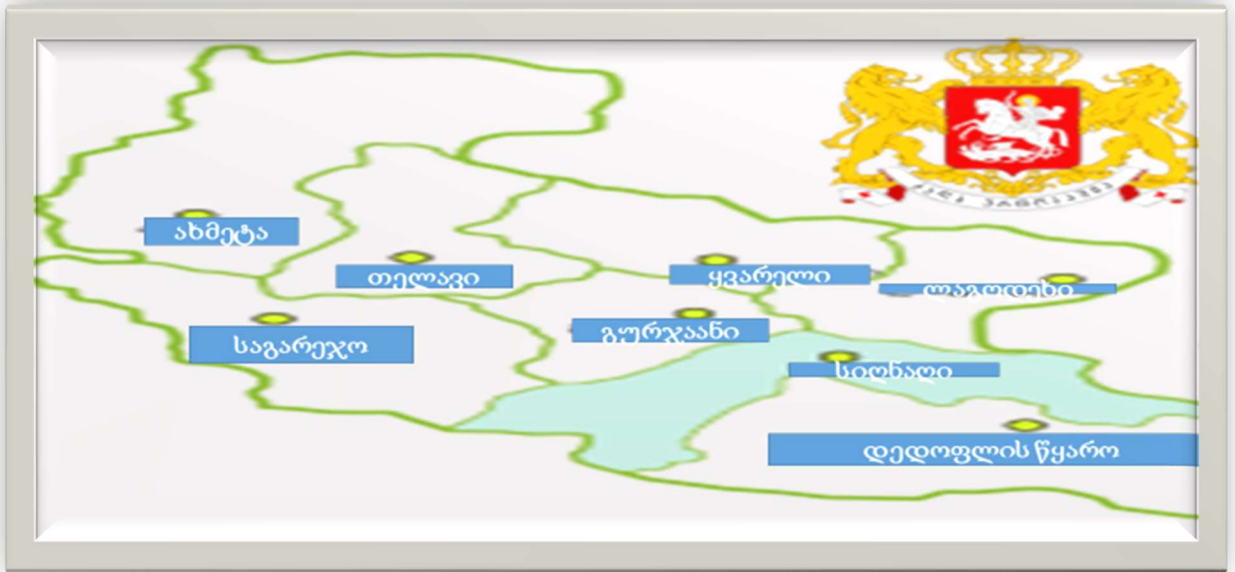 ახმეტა
თელავი
ყვარელი
ლაგოდეხი
საგარეჯო
გურჯაანი
სიღნაღი
დედოფლის წყარო